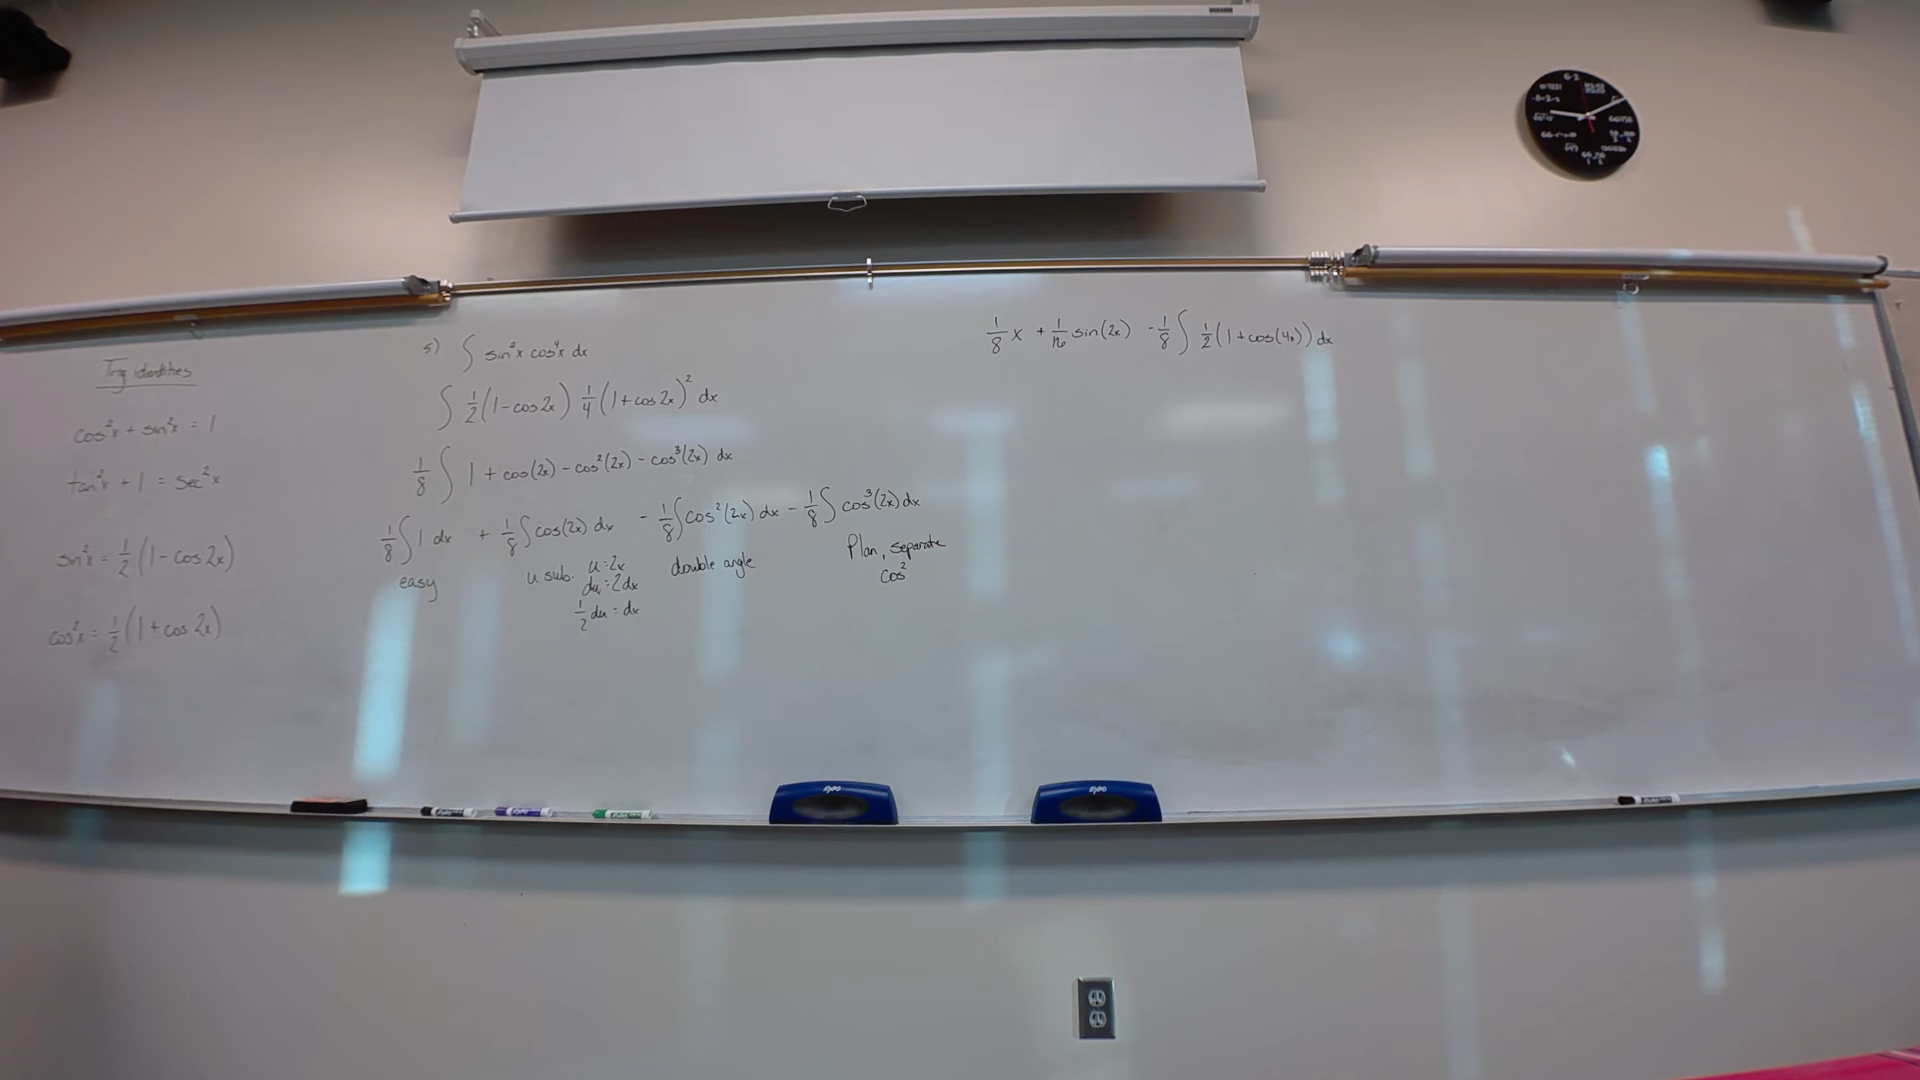 Trig identities
cos²x + sin²x = 1
tan²x + 1 = sec²x
sin²x = 1/2 (1 - cos 2x)
cos²x = 1/2 (1 + cos 2x)
5) ∫ sin²x cos⁴x dx
∫ 1/2 (1 - cos 2x) 1/4 (1 + cos 2x)² dx
1/8 ∫ 1 + cos(2x) - cos²(2x) - cos³(2x) dx
1/8 ∫ 1 dx + 1/8 ∫ cos(2x) dx - 1/8 ∫ cos²(2x) dx - 1/8 ∫ cos³(2x) dx
easy
u sub. u = 2x
du = 2dx
1/2 du = dx
double angle
Plan, separate
cos²
1/8 x + 1/16 sin(2x) - 1/8 ∫ 1/2 (1 + cos(4x)) dx
EXPO
EXPO